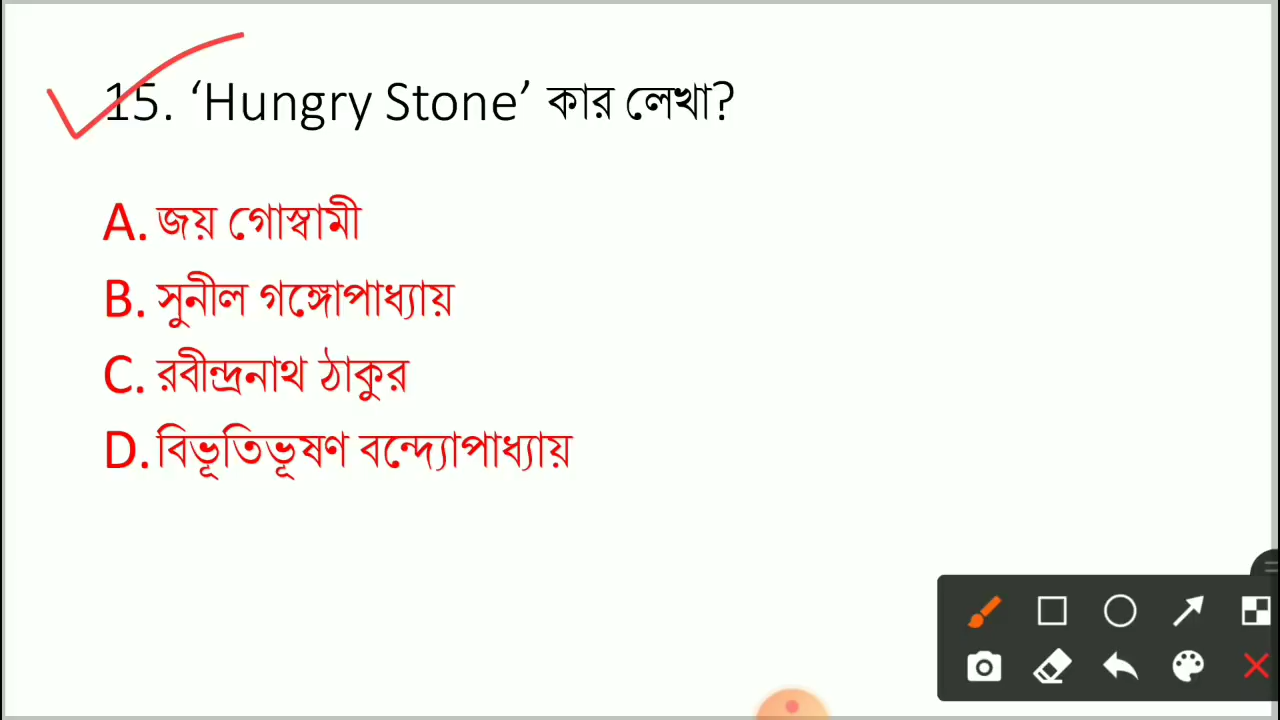 15. ‘Hungry Stone’ কার লেখা?
A. জয় গোস্বামী
B. সুনীল গঙ্গোপাধ্যায়
C. রবীন্দ্রনাথ ঠাকুর
D. বিভূতিভূষণ বন্দ্যোপাধ্যায়